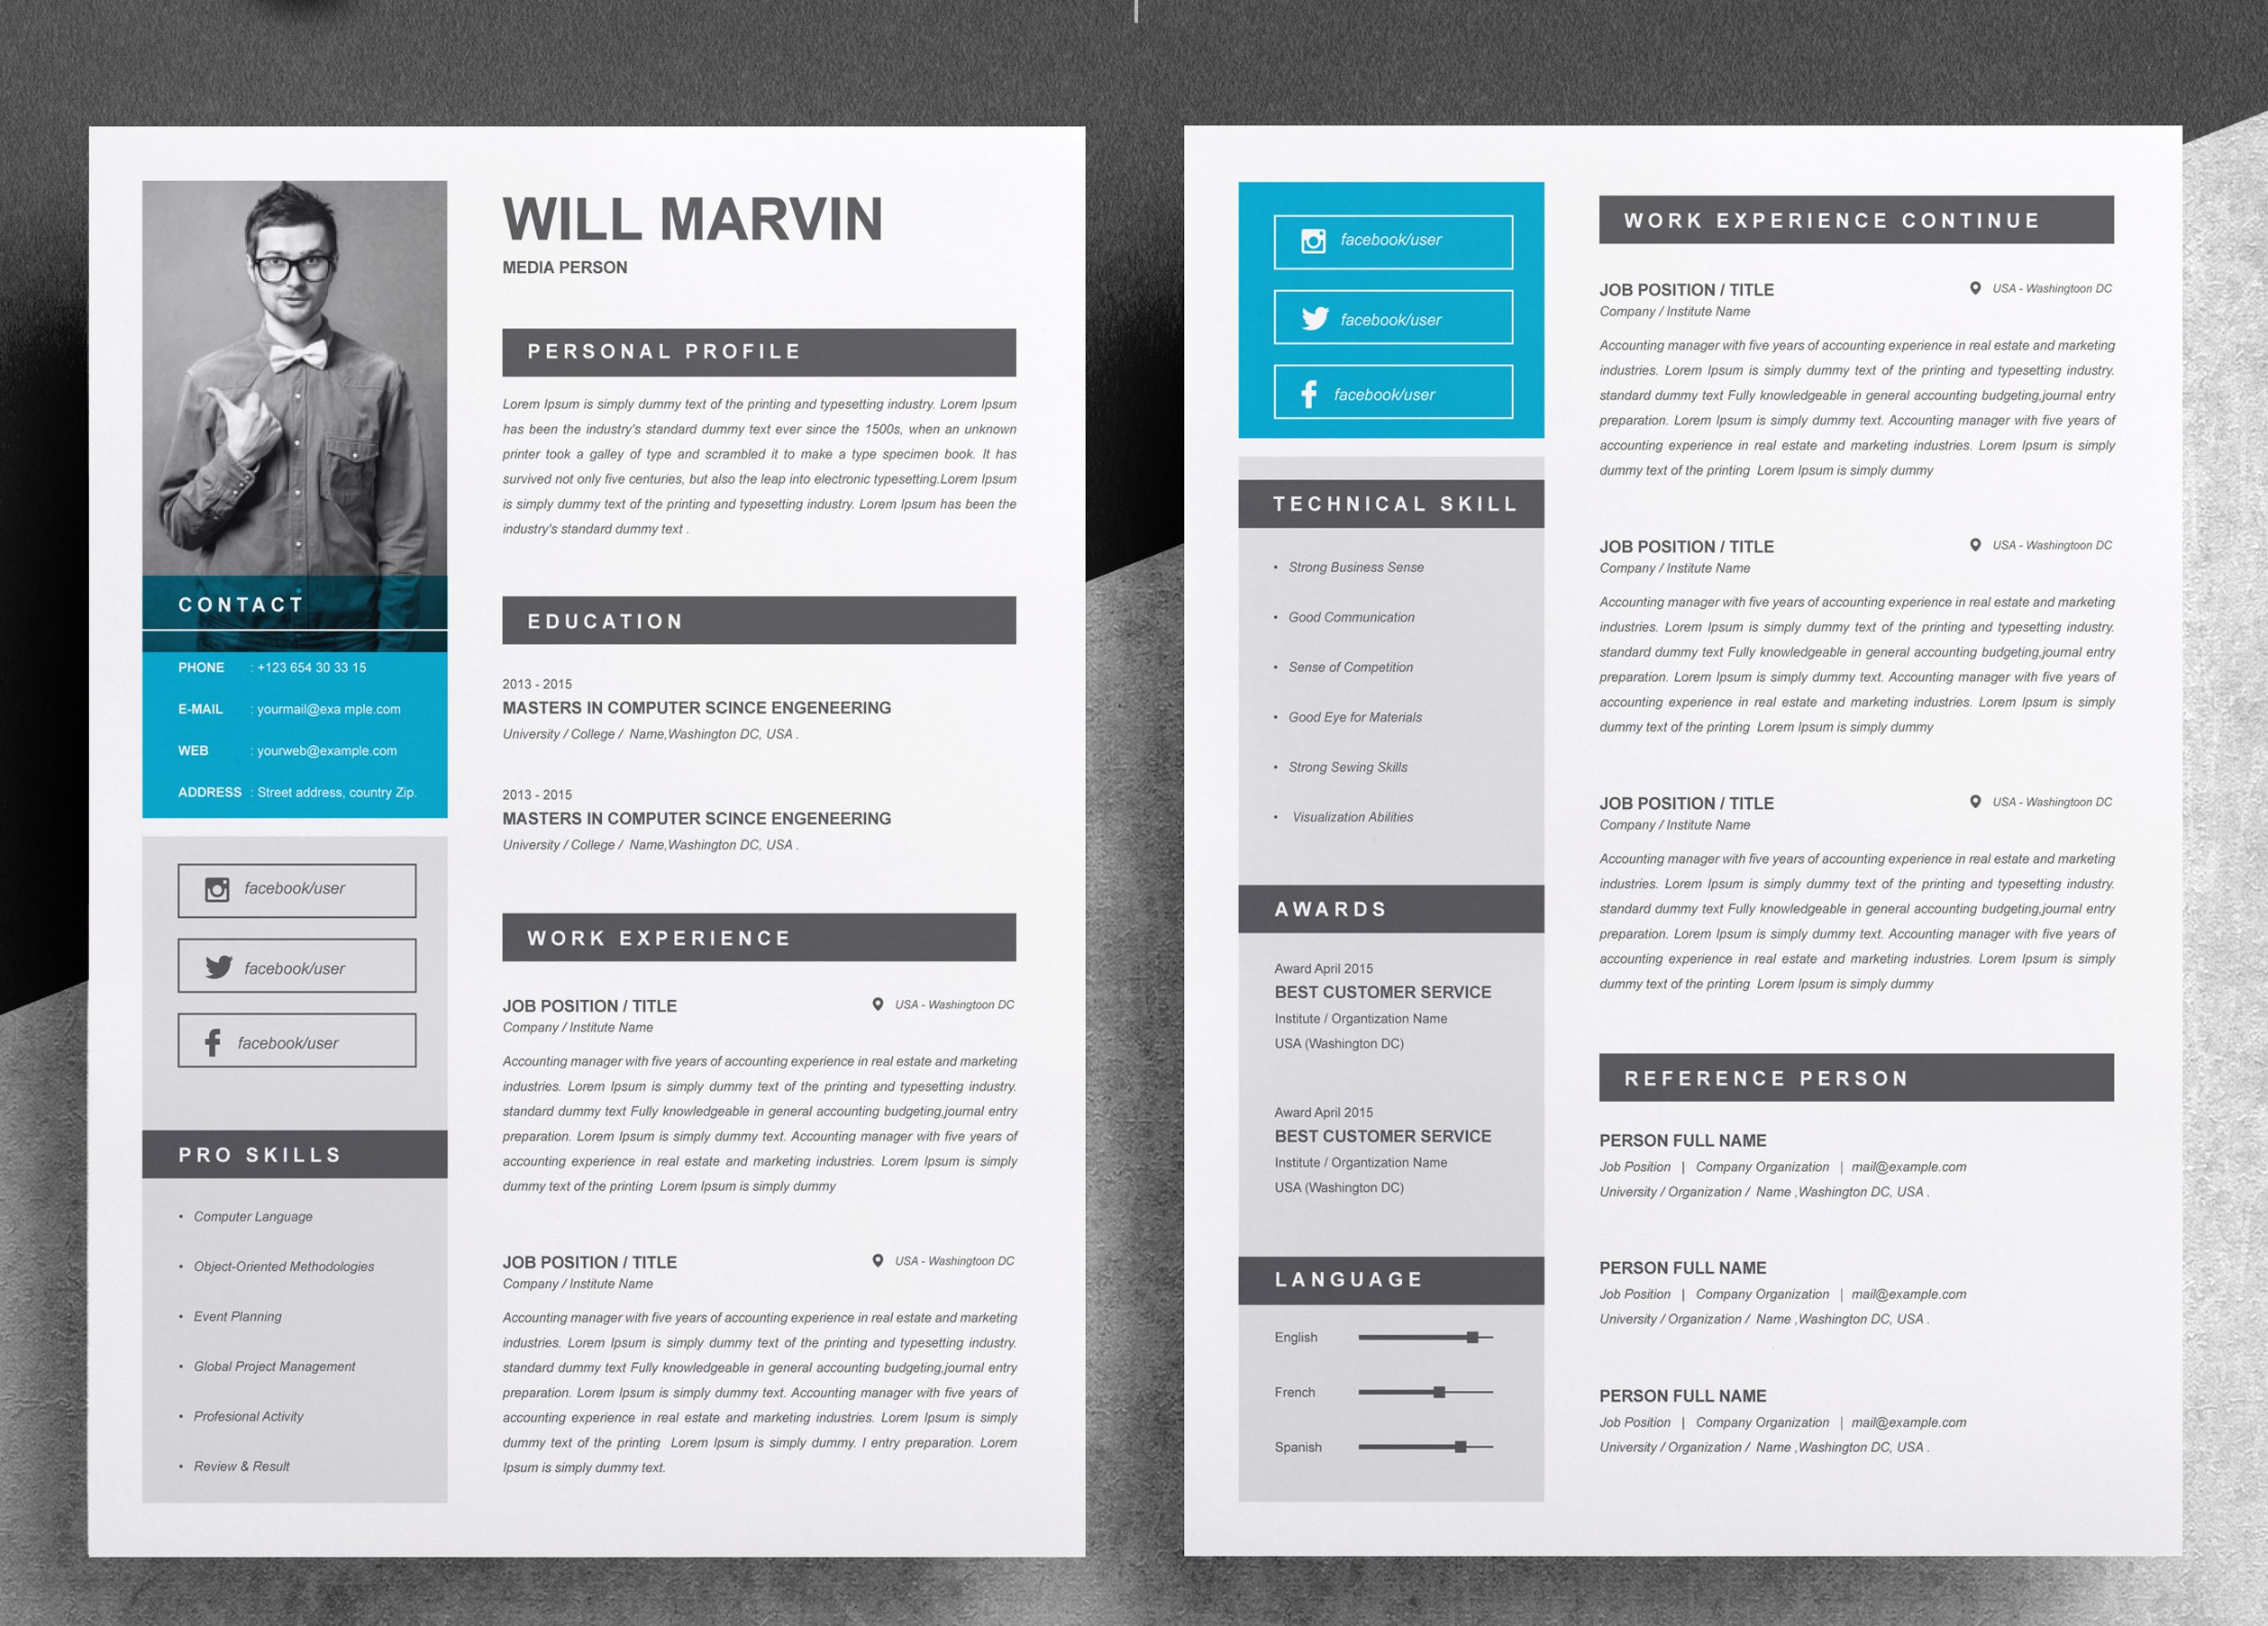 WILL MARVIN
MEDIA PERSON
CONTACT
PHONE : +123 654 30 33 15
E-MAIL : yourmail@exa mple.com
WEB : yourweb@example.com
ADDRESS : Street address, country Zip.
facebook/user
facebook/user
facebook/user
PRO SKILLS
• Computer Language
• Object-Oriented Methodologies
• Event Planning
• Global Project Management
• Profesional Activity
• Review & Result
PERSONAL PROFILE
Lorem Ipsum is simply dummy text of the printing and typesetting industry. Lorem Ipsum
has been the industry's standard dummy text ever since the 1500s, when an unknown
printer took a galley of type and scrambled it to make a type specimen book. It has
survived not only five centuries, but also the leap into electronic typesetting.Lorem Ipsum
is simply dummy text of the printing and typesetting industry. Lorem Ipsum has been the
industry's standard dummy text .
EDUCATION
2013 - 2015
MASTERS IN COMPUTER SCINCE ENGENEERING
University / College / Name,Washington DC, USA .
2013 - 2015
MASTERS IN COMPUTER SCINCE ENGENEERING
University / College / Name,Washington DC, USA .
WORK EXPERIENCE
JOB POSITION / TITLE USA - Washingtoon DC
Company / Institute Name
Accounting manager with five years of accounting experience in real estate and marketing
industries. Lorem Ipsum is simply dummy text of the printing and typesetting industry.
standard dummy text Fully knowledgeable in general accounting budgeting,journal entry
preparation. Lorem Ipsum is simply dummy text. Accounting manager with five years of
accounting experience in real estate and marketing industries. Lorem Ipsum is simply
dummy text of the printing Lorem Ipsum is simply dummy
JOB POSITION / TITLE USA - Washingtoon DC
Company / Institute Name
Accounting manager with five years of accounting experience in real estate and marketing
industries. Lorem Ipsum is simply dummy text of the printing and typesetting industry.
standard dummy text Fully knowledgeable in general accounting budgeting,journal entry
preparation. Lorem Ipsum is simply dummy text. Accounting manager with five years of
accounting experience in real estate and marketing industries. Lorem Ipsum is simply
dummy text of the printing Lorem Ipsum is simply dummy. I entry preparation. Lorem
Ipsum is simply dummy text.
facebook/user
facebook/user
facebook/user
TECHNICAL SKILL
• Strong Business Sense
• Good Communication
• Sense of Competition
• Good Eye for Materials
• Strong Sewing Skills
• Visualization Abilities
AWARDS
Award April 2015
BEST CUSTOMER SERVICE
Institute / Organtization Name
USA (Washington DC)
Award April 2015
BEST CUSTOMER SERVICE
Institute / Organtization Name
USA (Washington DC)
LANGUAGE
English
French
Spanish
WORK EXPERIENCE CONTINUE
JOB POSITION / TITLE USA - Washingtoon DC
Company / Institute Name
Accounting manager with five years of accounting experience in real estate and marketing
industries. Lorem Ipsum is simply dummy text of the printing and typesetting industry.
standard dummy text Fully knowledgeable in general accounting budgeting,journal entry
preparation. Lorem Ipsum is simply dummy text. Accounting manager with five years of
accounting experience in real estate and marketing industries. Lorem Ipsum is simply
dummy text of the printing Lorem Ipsum is simply dummy
JOB POSITION / TITLE USA - Washingtoon DC
Company / Institute Name
Accounting manager with five years of accounting experience in real estate and marketing
industries. Lorem Ipsum is simply dummy text of the printing and typesetting industry.
standard dummy text Fully knowledgeable in general accounting budgeting,journal entry
preparation. Lorem Ipsum is simply dummy text. Accounting manager with five years of
accounting experience in real estate and marketing industries. Lorem Ipsum is simply
dummy text of the printing Lorem Ipsum is simply dummy
JOB POSITION / TITLE USA - Washingtoon DC
Company / Institute Name
Accounting manager with five years of accounting experience in real estate and marketing
industries. Lorem Ipsum is simply dummy text of the printing and typesetting industry.
standard dummy text Fully knowledgeable in general accounting budgeting,journal entry
preparation. Lorem Ipsum is simply dummy text. Accounting manager with five years of
accounting experience in real estate and marketing industries. Lorem Ipsum is simply
dummy text of the printing Lorem Ipsum is simply dummy
REFERENCE PERSON
PERSON FULL NAME
Job Position | Company Organization | mail@example.com
University / Organization / Name ,Washington DC, USA .
PERSON FULL NAME
Job Position | Company Organization | mail@example.com
University / Organization / Name ,Washington DC, USA .
PERSON FULL NAME
Job Position | Company Organization | mail@example.com
University / Organization / Name ,Washington DC, USA .